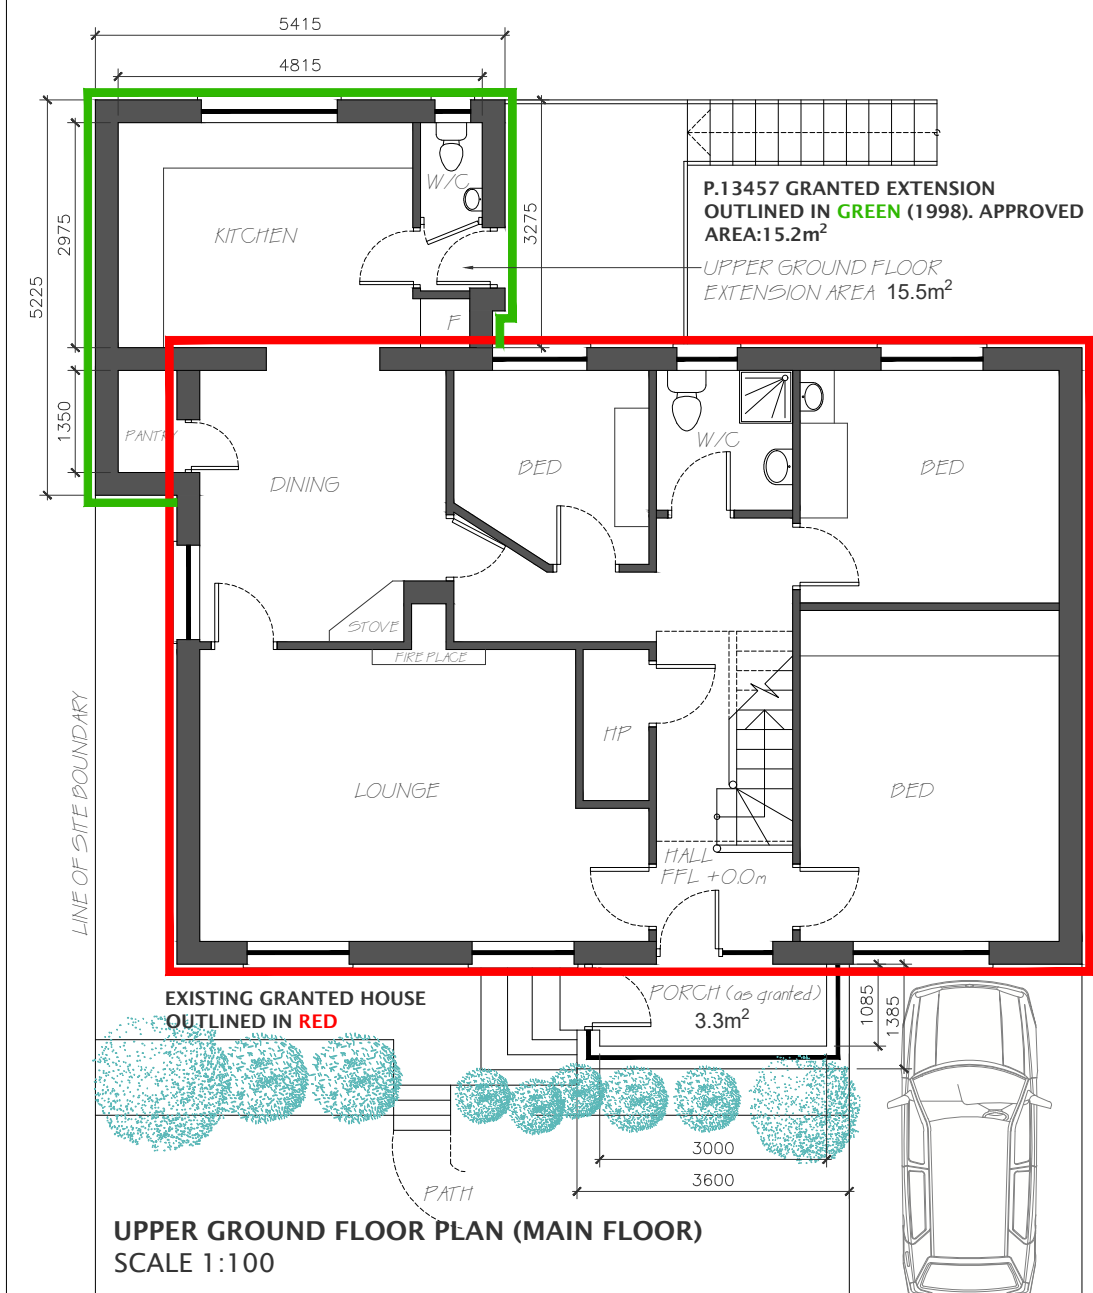 5415
4815
2975
5225
1350
3275
KITCHEN
W/C
F
P.13457 GRANTED EXTENSION
OUTLINED IN GREEN (1998). APPROVED
AREA:15.2m²
UPPER GROUND FLOOR
EXTENSION AREA 15.5m²
PANTRY
DINING
BED
W/C
BED
STOVE
FIRE PLACE
LOUNGE
HP
BED
HALL
FFL +0.0m
LINE OF SITE BOUNDARY
EXISTING GRANTED HOUSE
OUTLINED IN RED
PORCH (as granted)
3.3m²
1085
1385
3000
3600
PATH
UPPER GROUND FLOOR PLAN (MAIN FLOOR)
SCALE 1:100